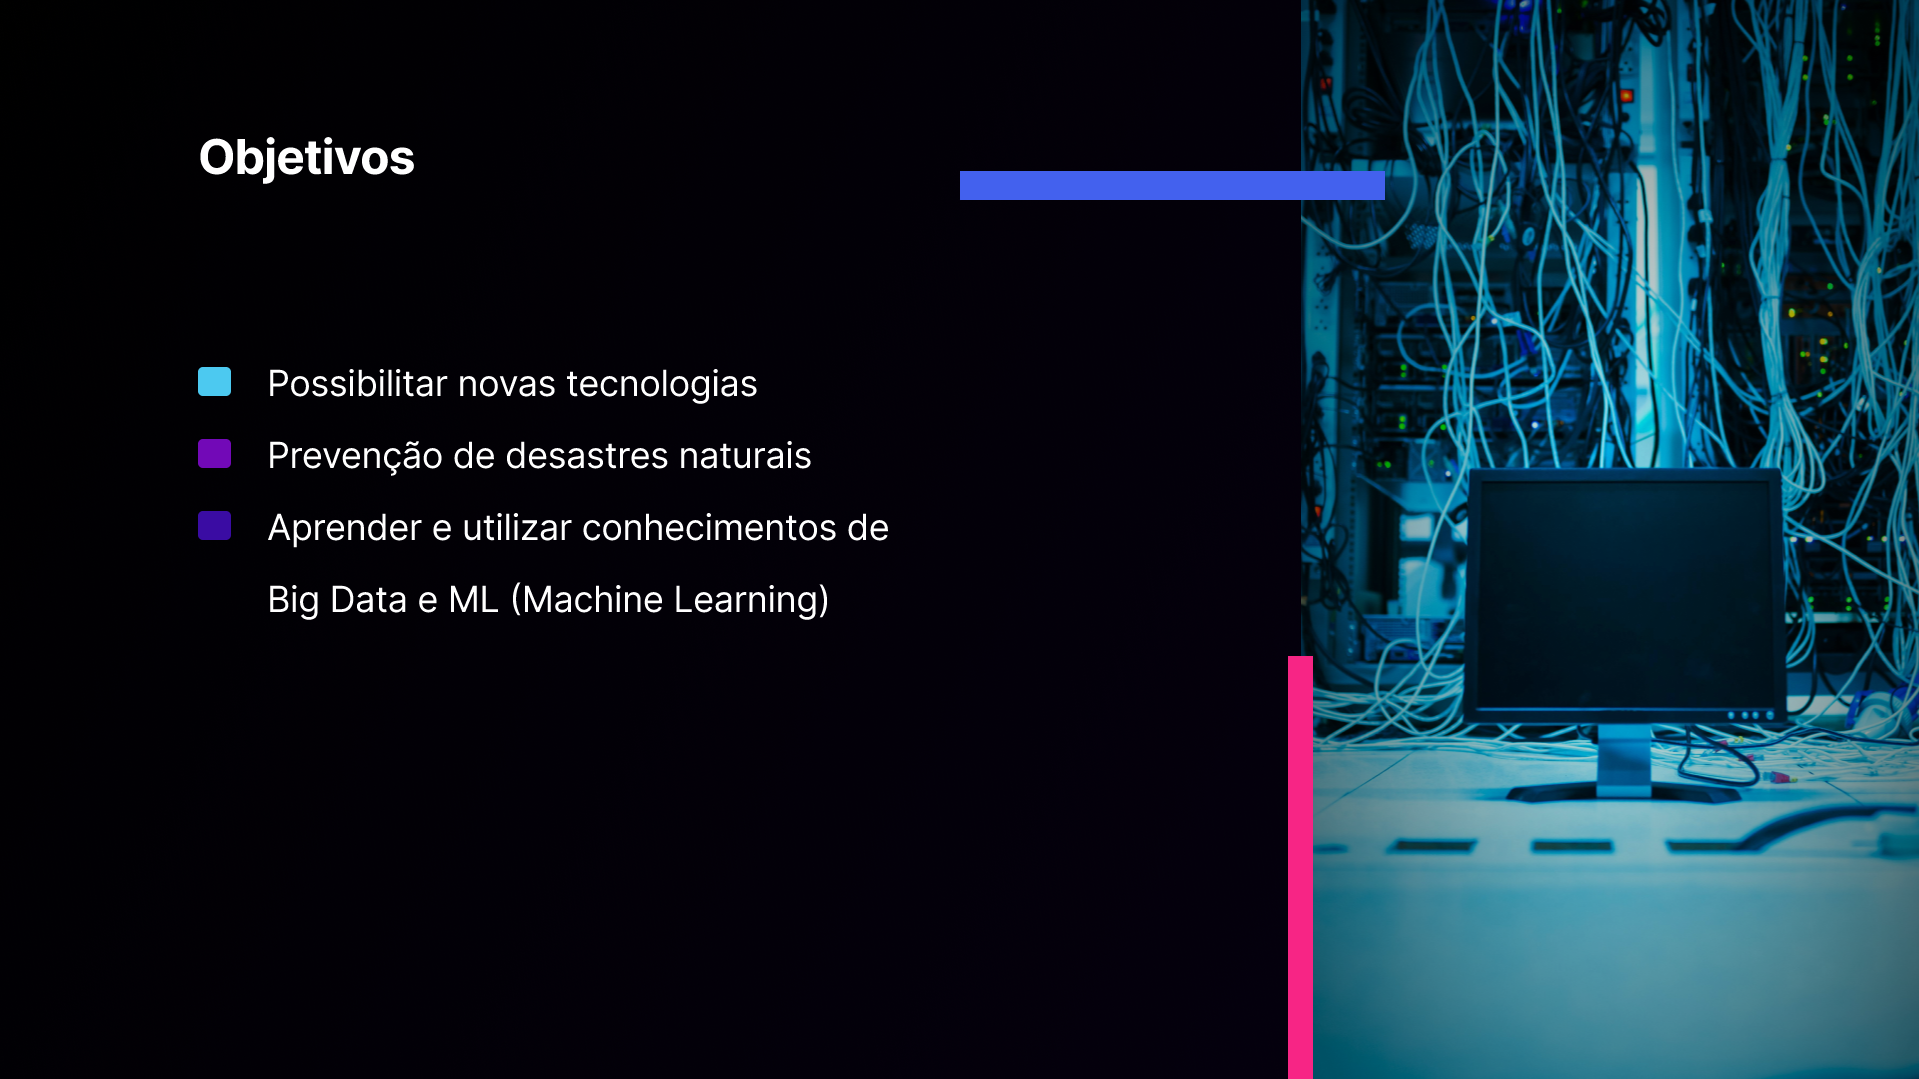 Objetivos
Possibilitar novas tecnologias
Prevenção de desastres naturais
Aprender e utilizar conhecimentos de
Big Data e ML (Machine Learning)